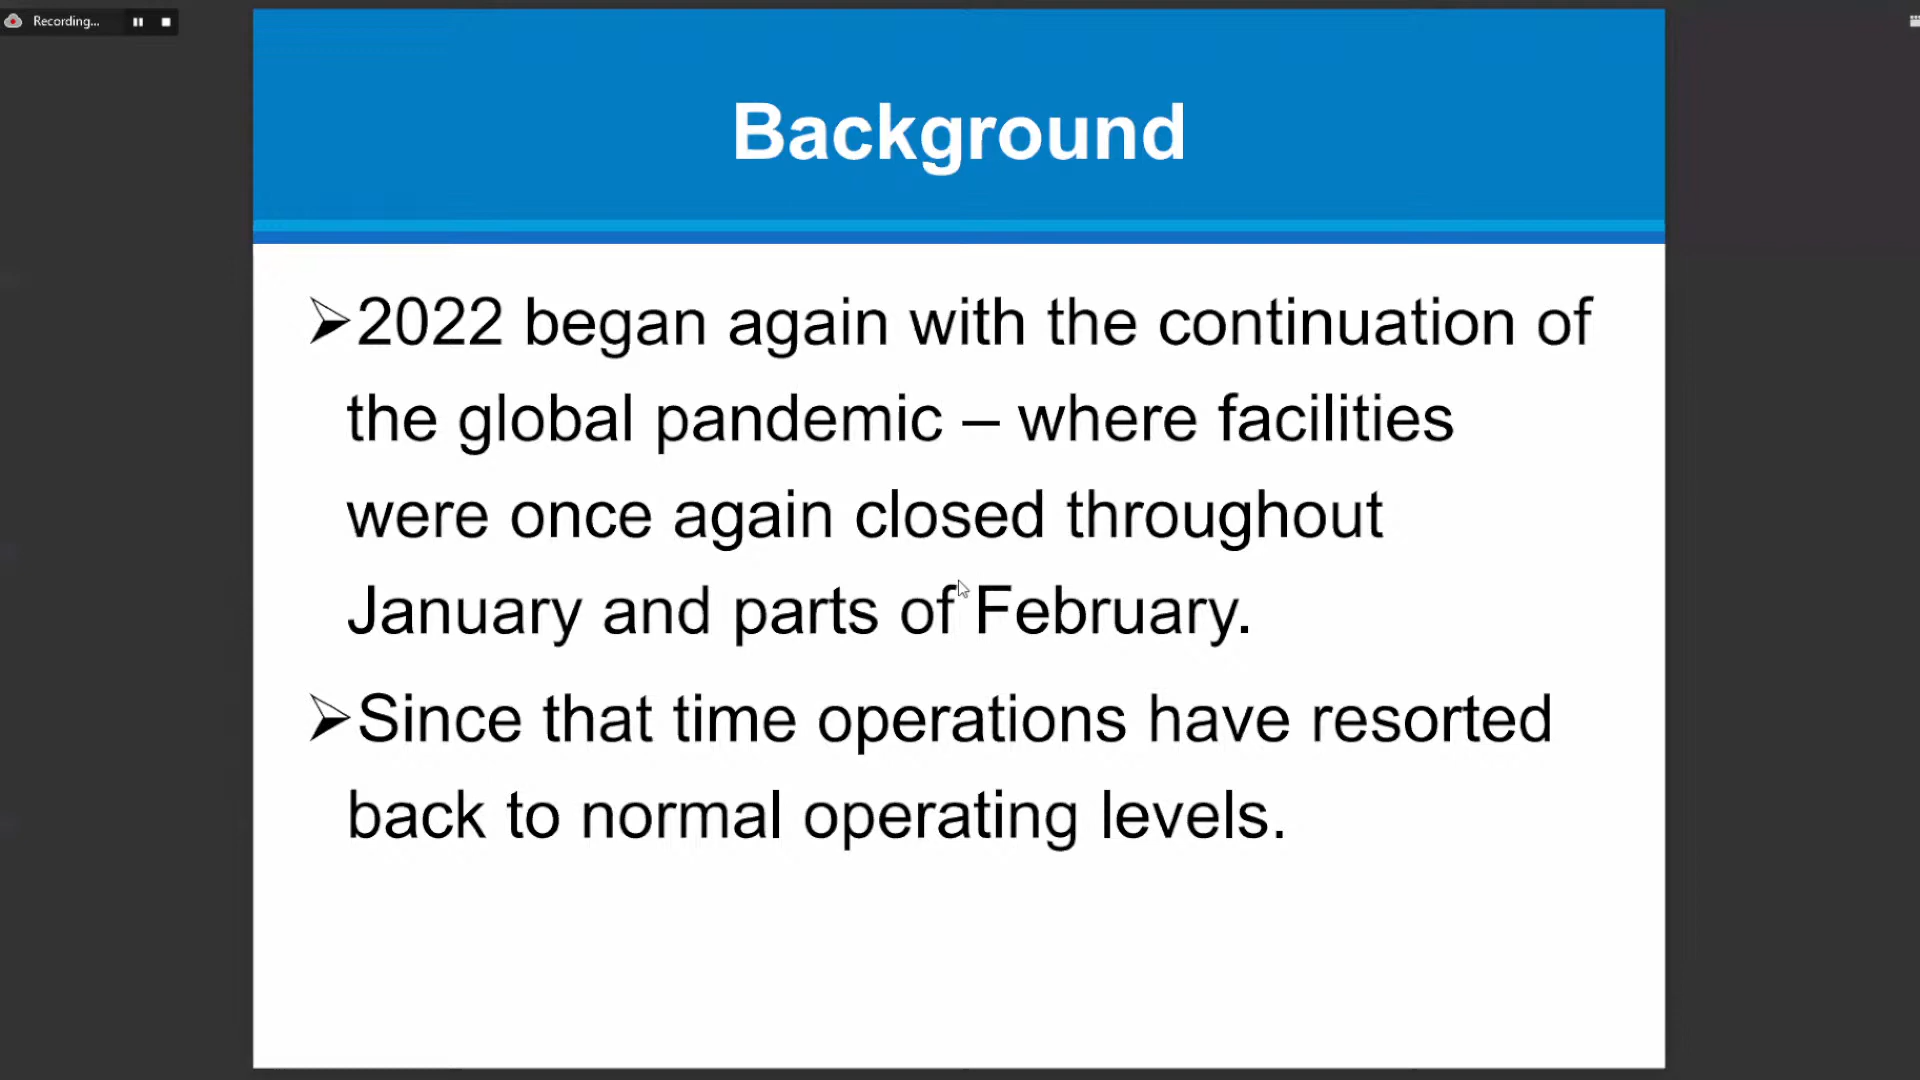 Recording...
Background
➢2022 began again with the continuation of
the global pandemic – where facilities
were once again closed throughout
January and parts of February.
➢Since that time operations have resorted
back to normal operating levels.